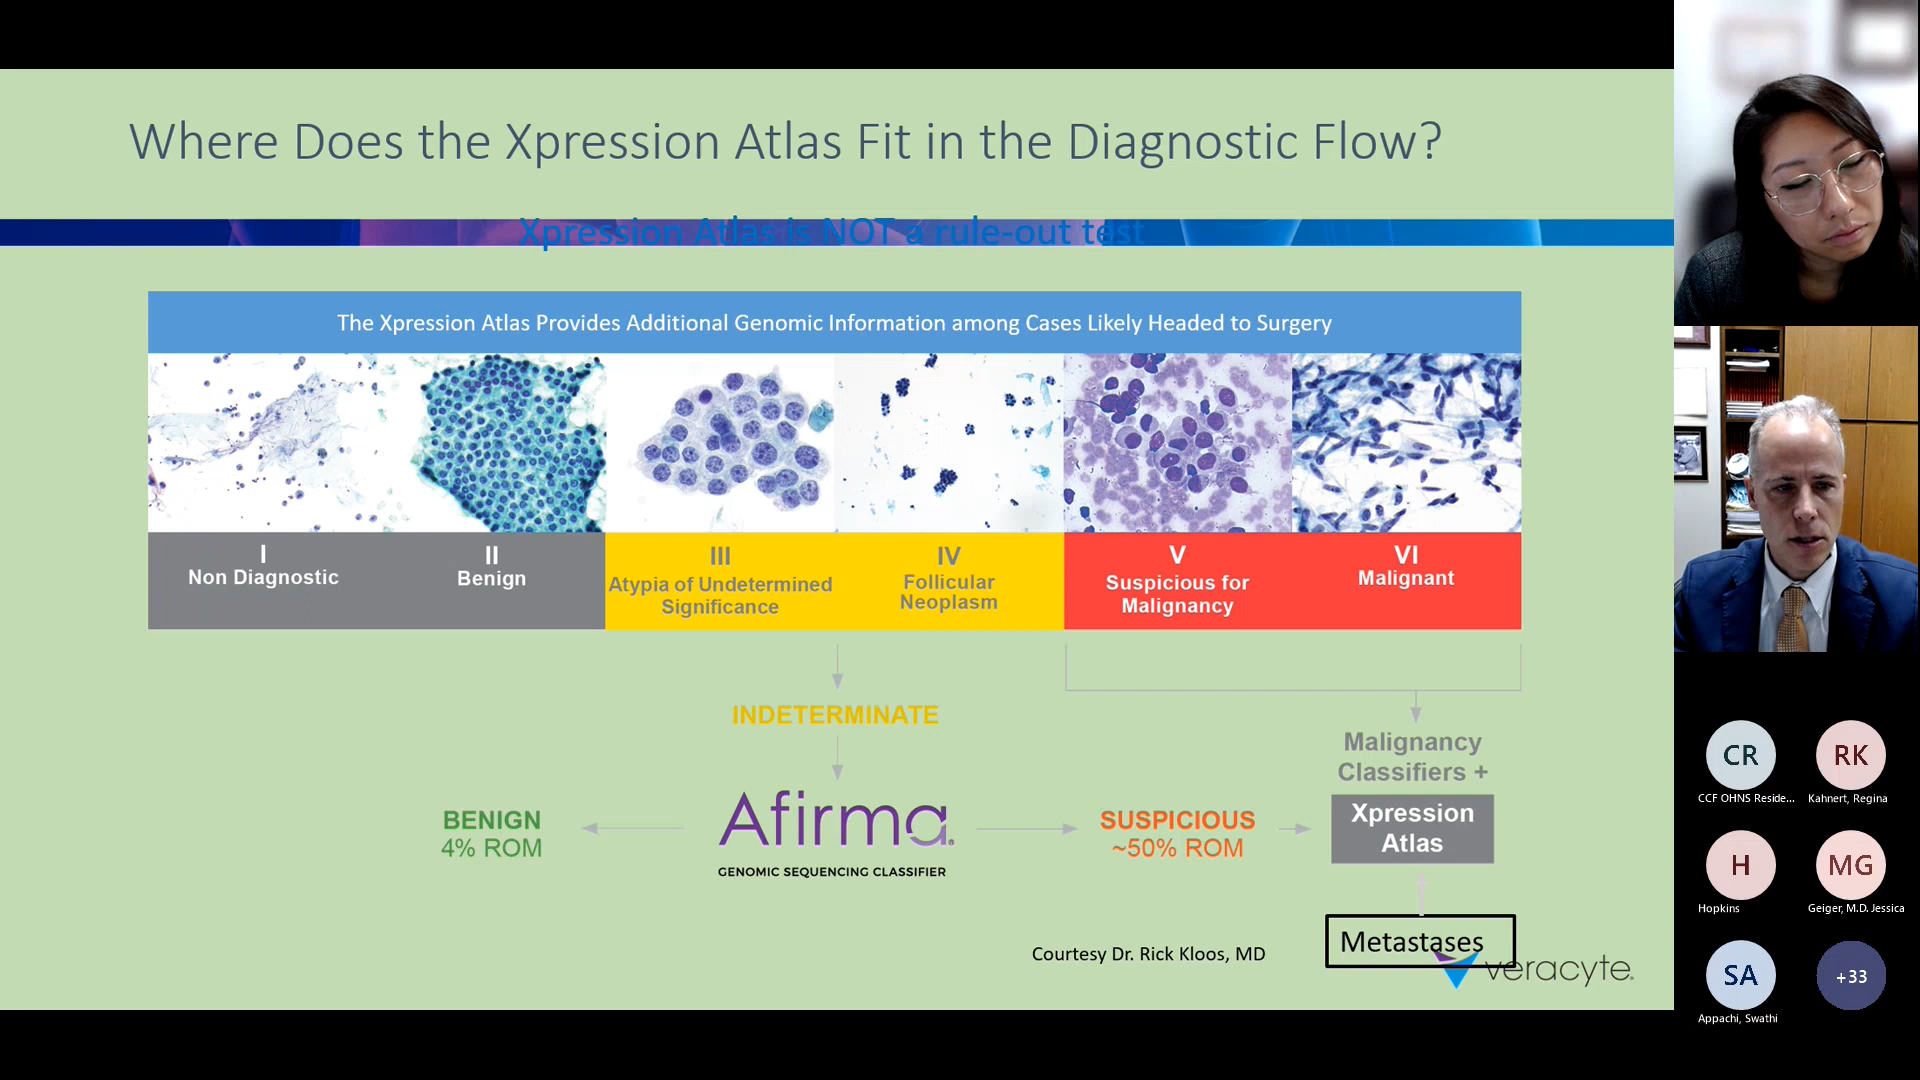 Where Does the Xpression Atlas Fit in the Diagnostic Flow?
Xpression Atlas is NOT a rule-out test
The Xpression Atlas Provides Additional Genomic Information among Cases Likely Headed to Surgery
I
Non Diagnostic
II
Benign
III
Atypia of Undetermined
Significance
IV
Follicular
Neoplasm
V
Suspicious for
Malignancy
VI
Malignant
INDETERMINATE
Malignancy
Classifiers +
Xpression
Atlas
BENIGN
4% ROM
Afirma®
GENOMIC SEQUENCING CLASSIFIER
SUSPICIOUS
~50% ROM
Metastases
Courtesy Dr. Rick Kloos, MD
veracyte®
CR
CCF OHNS Reside...
RK
Kahnert, Regina
H
Hopkins
MG
Geiger, M.D. Jessica
SA
Appachi, Swathi
+33